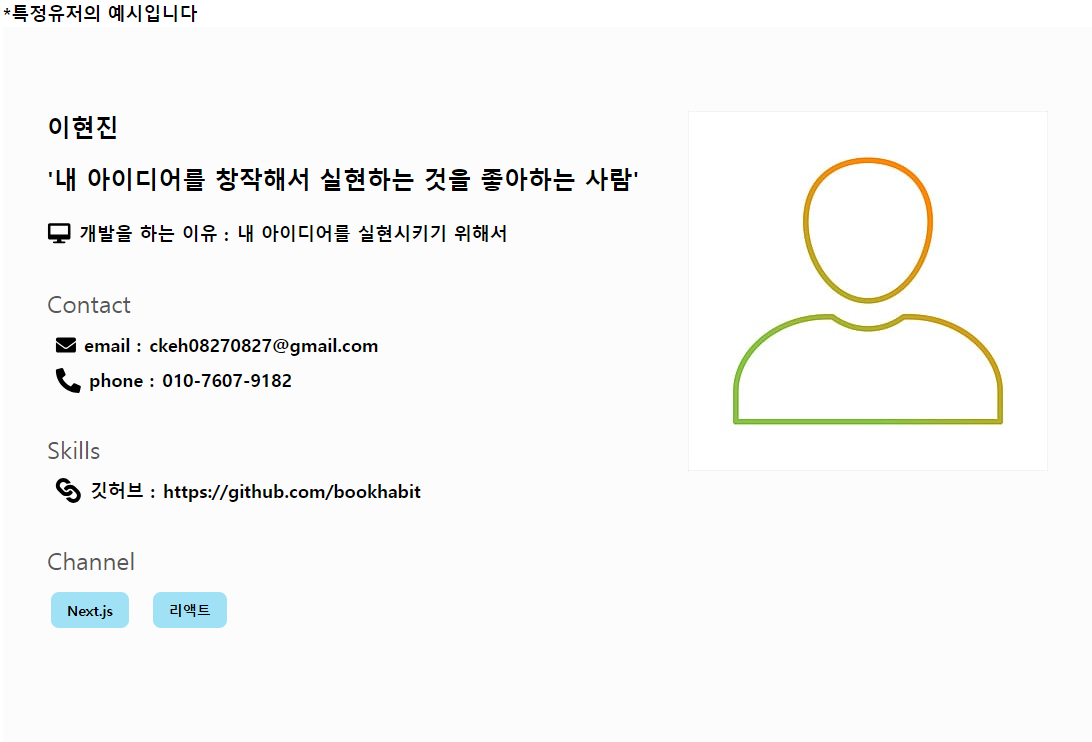 *특정유저의 예시입니다
이현진
'내 아이디어를 창작해서 실현하는 것을 좋아하는 사람'
개발을 하는 이유 : 내 아이디어를 실현시키기 위해서
Contact
email : ckeh08270827@gmail.com
phone : 010-7607-9182
Skills
깃허브 : https://github.com/bookhabit
Channel
Next.js 리액트